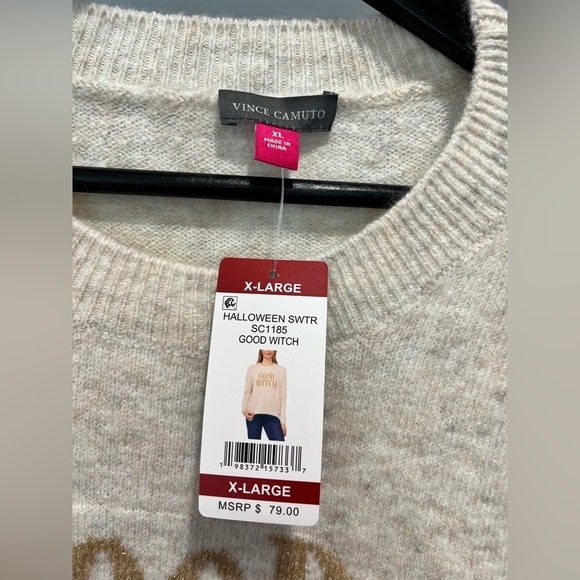 VINCE CAMUTO
XL
MADE IN
CHINA
X-LARGE
HALLOWEEN SWTR
SC1185
GOOD WITCH
GOOD
WITCH
1 98372 15733 7
X-LARGE
MSRP $ 79.00